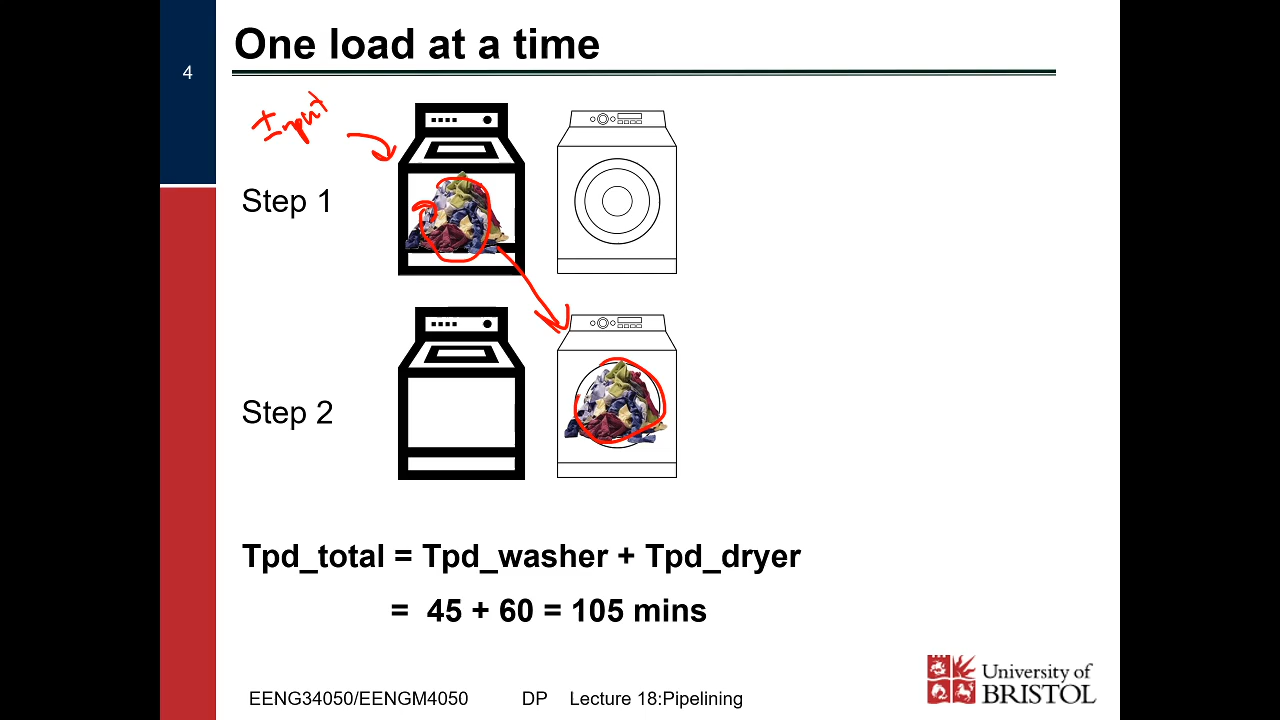 One load at a time
4
Input
Step 1
Step 2
Tpd_total = Tpd_washer + Tpd_dryer
= 45 + 60 = 105 mins
EENG34050/EENGM4050 DP Lecture 18:Pipelining
University of
BRISTOL